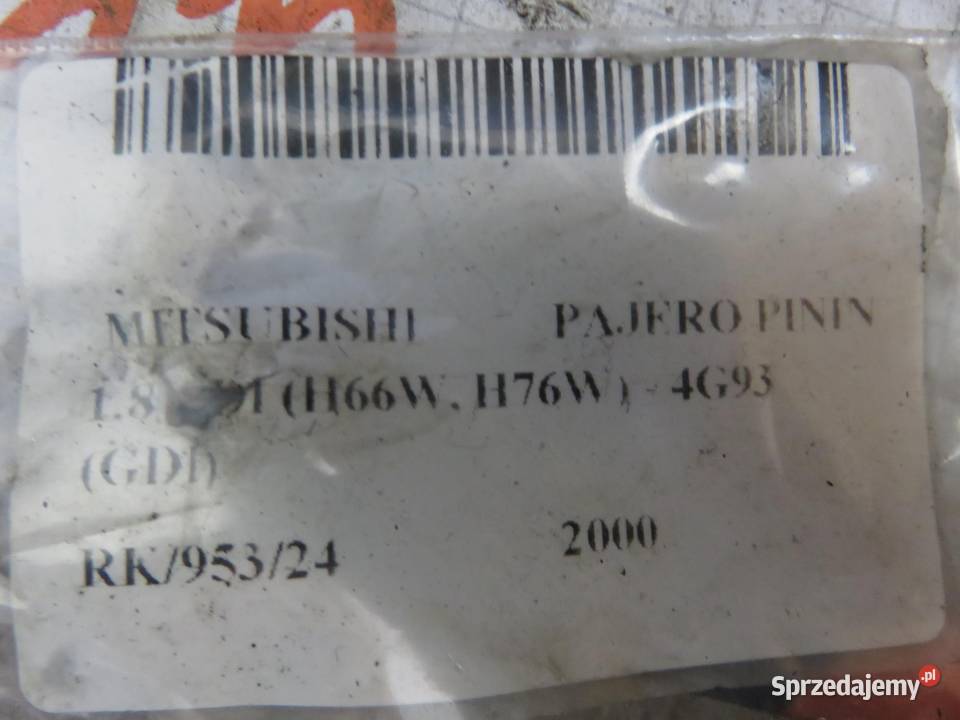 MITSUBISHI PAJERO PININ
1.8 (H66W, H76W) - 4G93
(GDI)
RK/953/24 2000
Sprzedajemy.pl